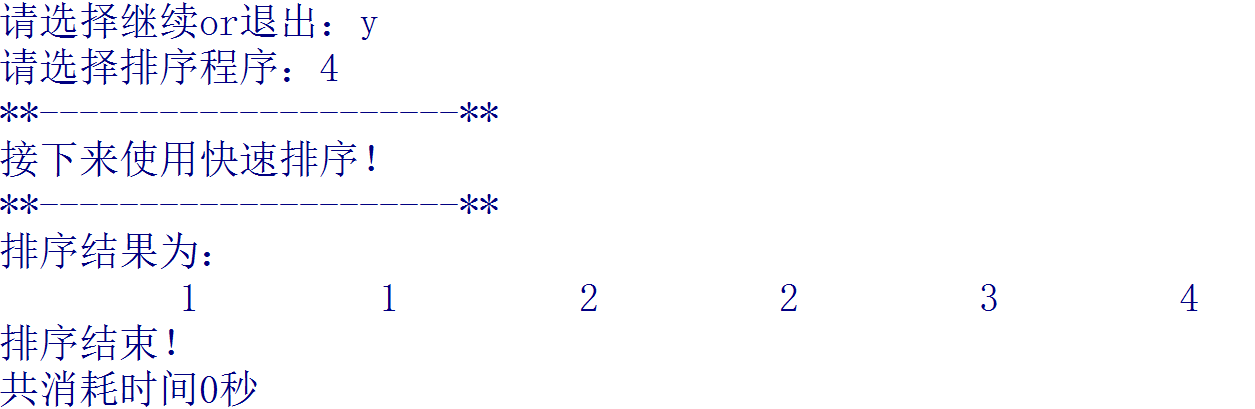 请选择继续or退出：y
请选择排序程序：4
**---------------------**
接下来使用快速排序！
**---------------------**
排序结果为：
1 1 2 2 3 4
排序结束！
共消耗时间0秒